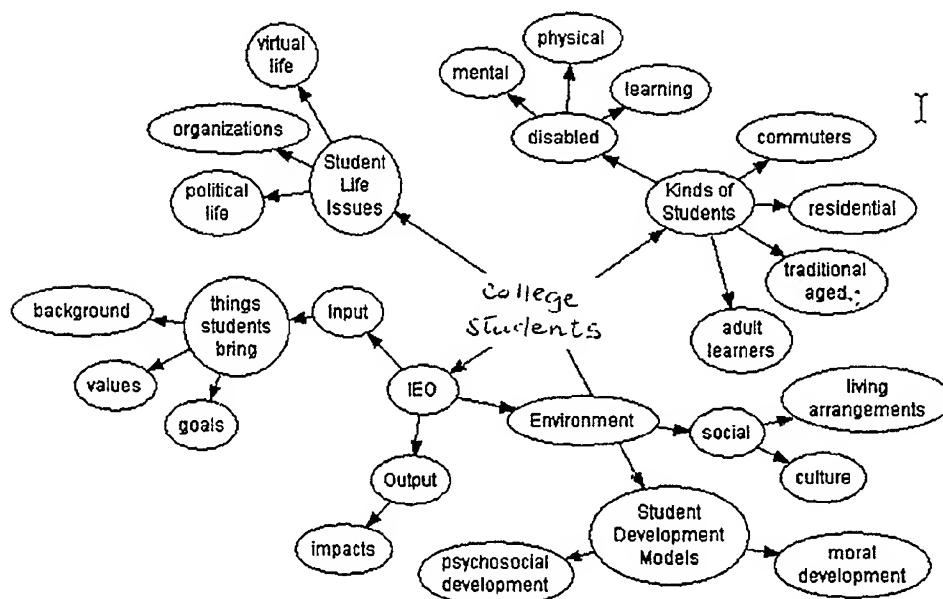 virtual
life
organizations
political
life
Student
Life
Issues
physical
mental
learning
disabled
commuters
Kinds of
Students
residential
traditional
aged
adult
learners
College
Students
background
things
students
bring
Input
values
goals
IEO
Environment
social
living
arrangements
culture
Output
impacts
Student
Development
Models
psychosocial
development
moral
development